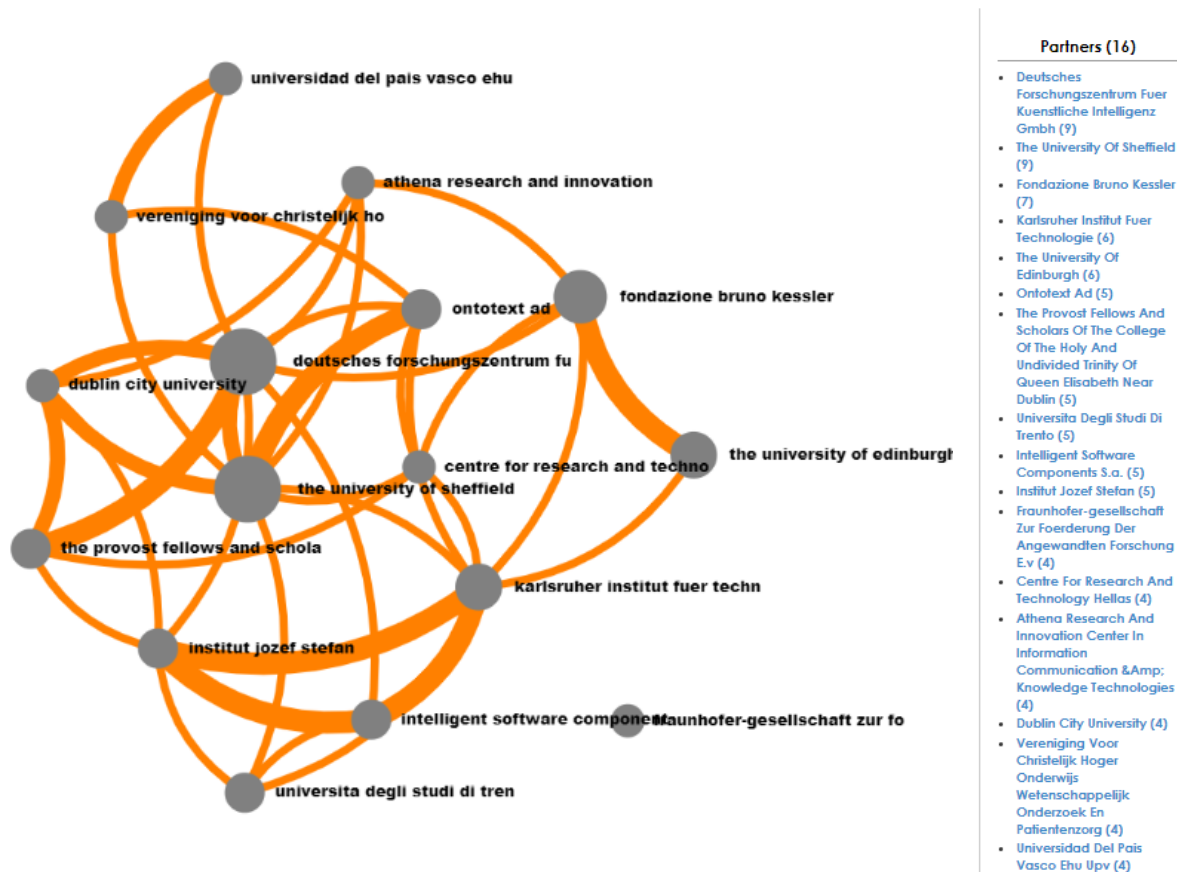 universidad del pais vasco ehu
athena research and innovation
vereniging voor christelijk ho
fondazione bruno kessler
ontotext ad
deutsches forschungszentrum fu
dublin city university
the university of edinburgh
centre for research and techno
the university of sheffield
the provost fellows and schola
karlsruher institut fuer techn
institut jozef stefan
intelligent software component
fraunhofer-gesellschaft zur fo
universita degli studi di tren
Partners (16)
Deutsches
Forschungszentrum Fuer
Kuenstliche Intelligenz
Gmbh (9)
The University Of Sheffield
(9)
Fondazione Bruno Kessler
(7)
Karlsruher Institut Fuer
Technologie (6)
The University Of
Edinburgh (6)
Ontotext Ad (5)
The Provost Fellows And
Scholars Of The College
Of The Holy And
Undivided Trinity Of
Queen Elisabeth Near
Dublin (5)
Universita Degli Studi Di
Trento (5)
Intelligent Software
Components S.a. (5)
Institut Jozef Stefan (5)
Fraunhofer-gesellschaft
Zur Foerderung Der
Angewandten Forschung
E.v (4)
Centre For Research And
Technology Hellas (4)
Athena Research And
Innovation Center In
Information
Communication &Amp;
Knowledge Technologies
(4)
Dublin City University (4)
Vereniging Voor
Christelijk Hoger
Onderwijs
Wetenschappelijk
Onderzoek En
Patientenzorg (4)
Universidad Del Pais
Vasco Ehu Upv (4)